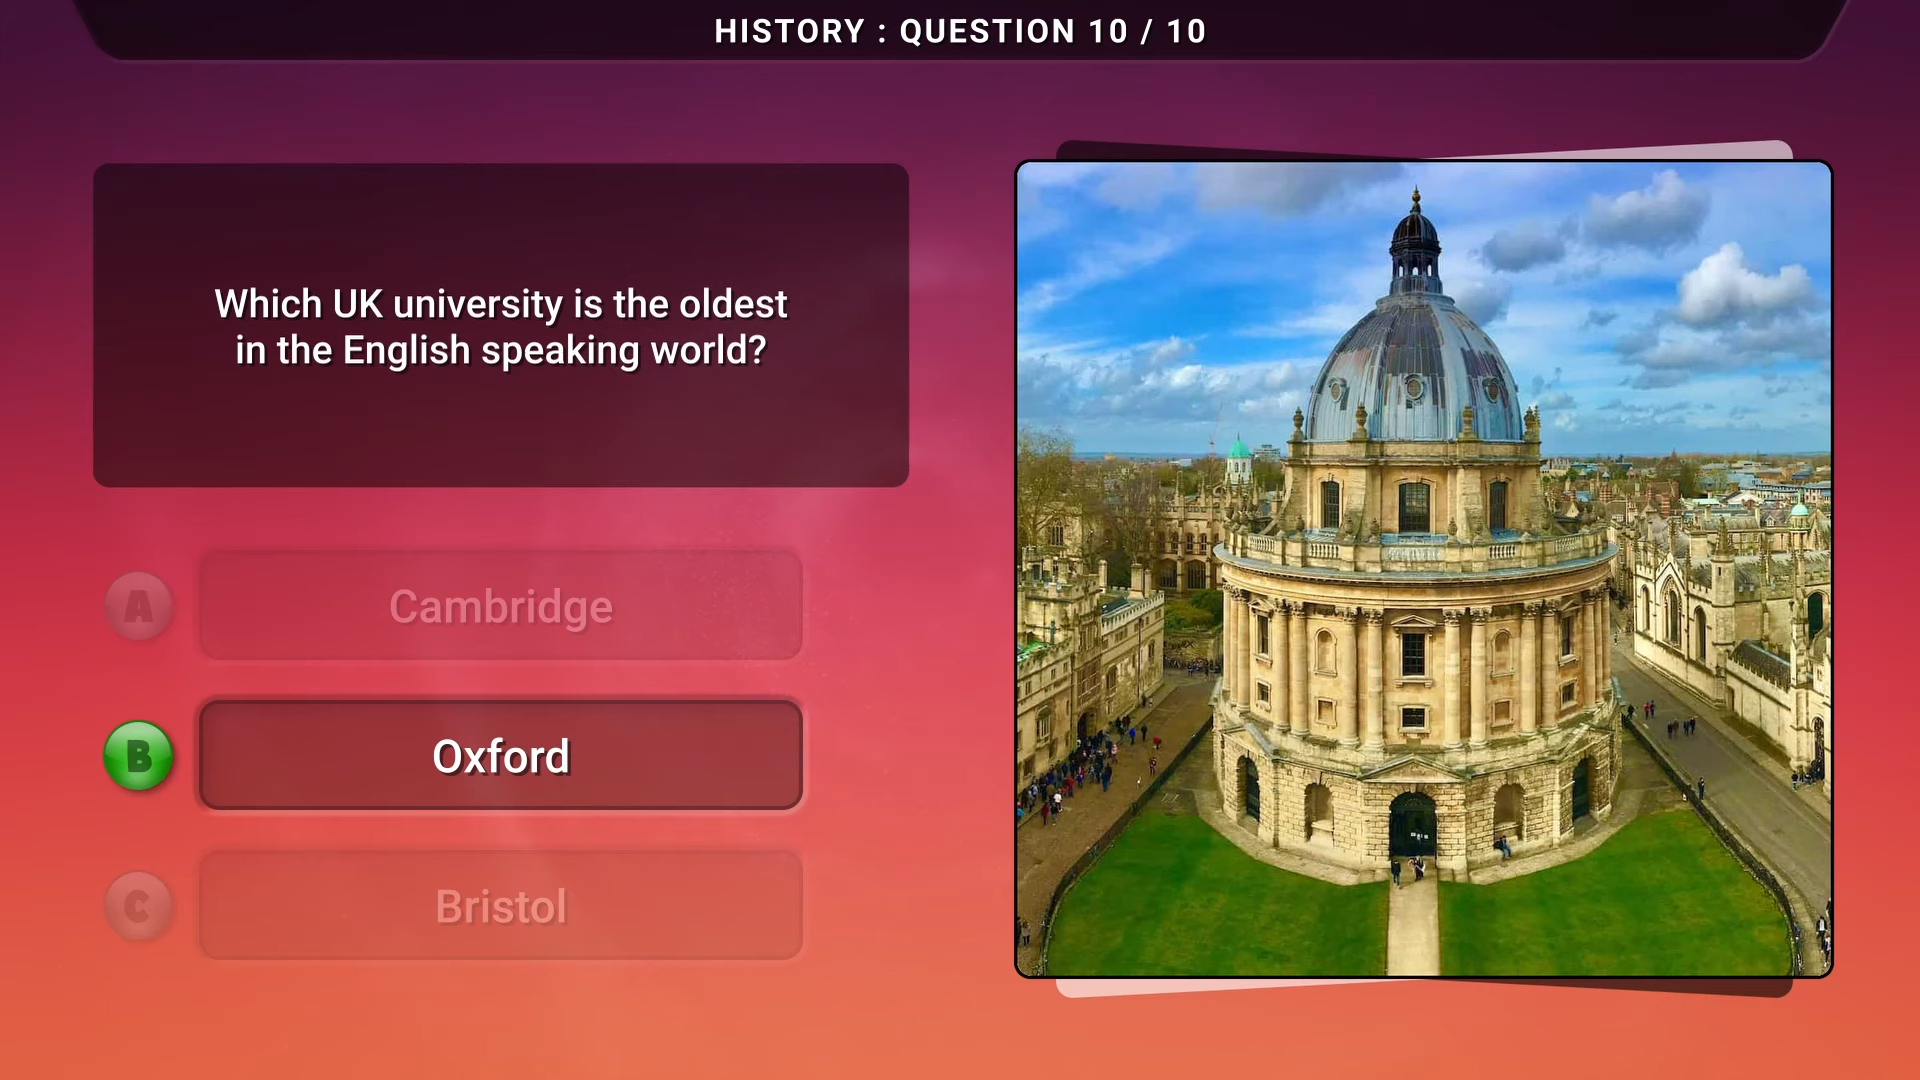 HISTORY : QUESTION 10 / 10
Which UK university is the oldest
in the English speaking world?
A
Cambridge
B
Oxford
C
Bristol